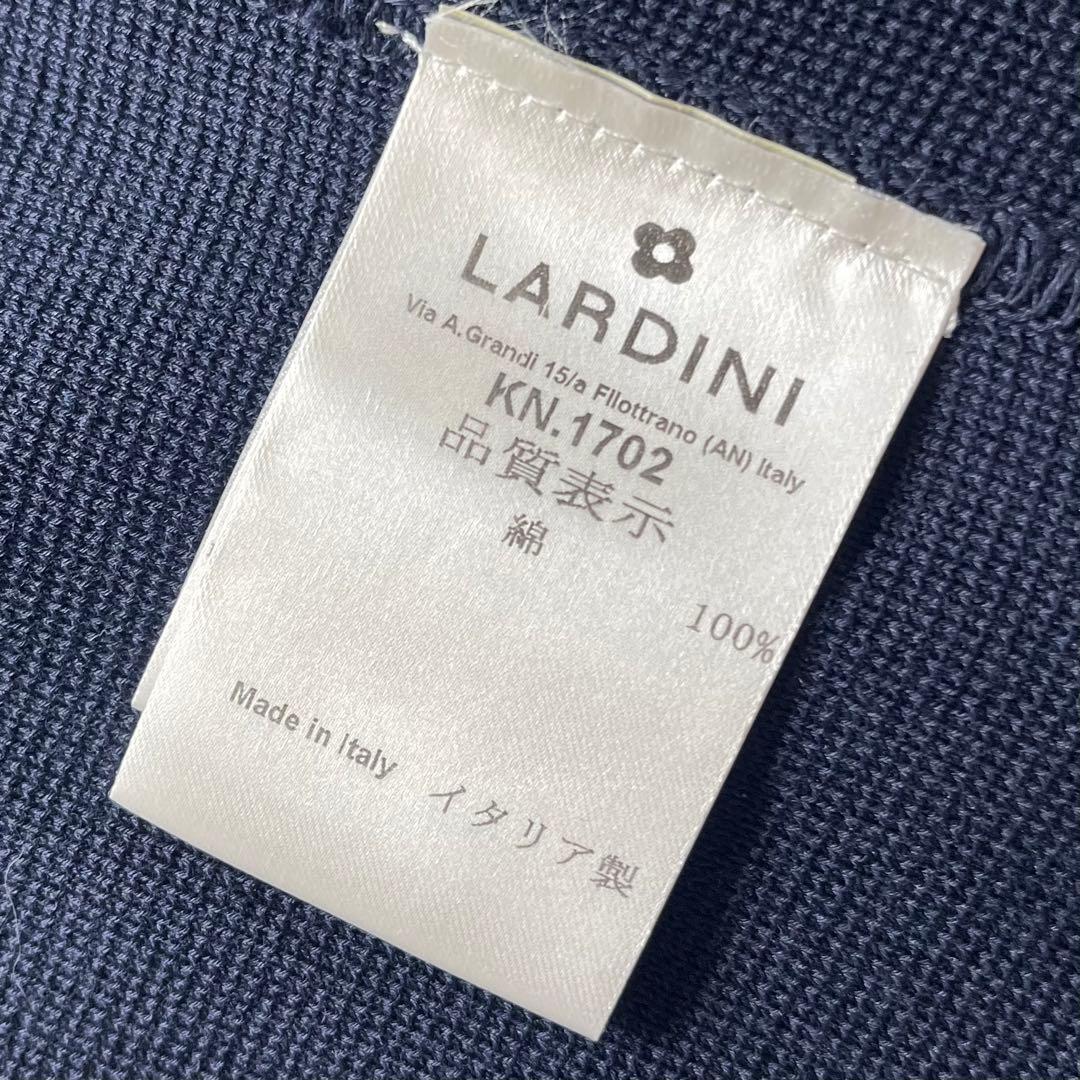 LARDINI
Via A.Grandi 15/a Filottrano (AN) Italy
KN.1702
品質表示
綿
100%
Made in Italy イタリア製